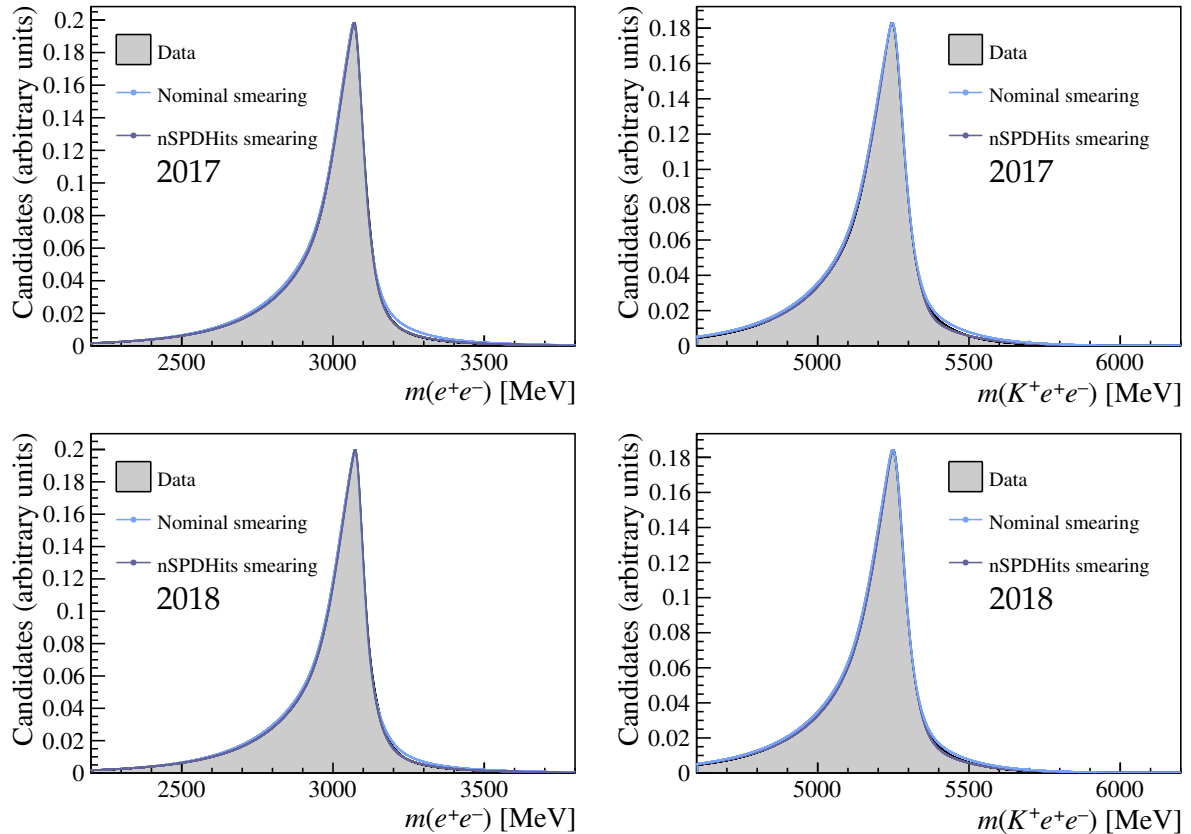 Candidates (arbitrary units)
0.2
0.18
0.16
0.14
0.12
0.1
0.08
0.06
0.04
0.02
0
Data
Nominal smearing
nSPDHits smearing
2017
2500 3000 3500
m(e⁺e⁻) [MeV]
Candidates (arbitrary units)
0.18
0.16
0.14
0.12
0.1
0.08
0.06
0.04
0.02
0
Data
Nominal smearing
nSPDHits smearing
2017
5000 5500 6000
m(K⁺e⁺e⁻) [MeV]
Candidates (arbitrary units)
0.2
0.18
0.16
0.14
0.12
0.1
0.08
0.06
0.04
0.02
0
Data
Nominal smearing
nSPDHits smearing
2018
2500 3000 3500
m(e⁺e⁻) [MeV]
Candidates (arbitrary units)
0.18
0.16
0.14
0.12
0.1
0.08
0.06
0.04
0.02
0
Data
Nominal smearing
nSPDHits smearing
2018
5000 5500 6000
m(K⁺e⁺e⁻) [MeV]